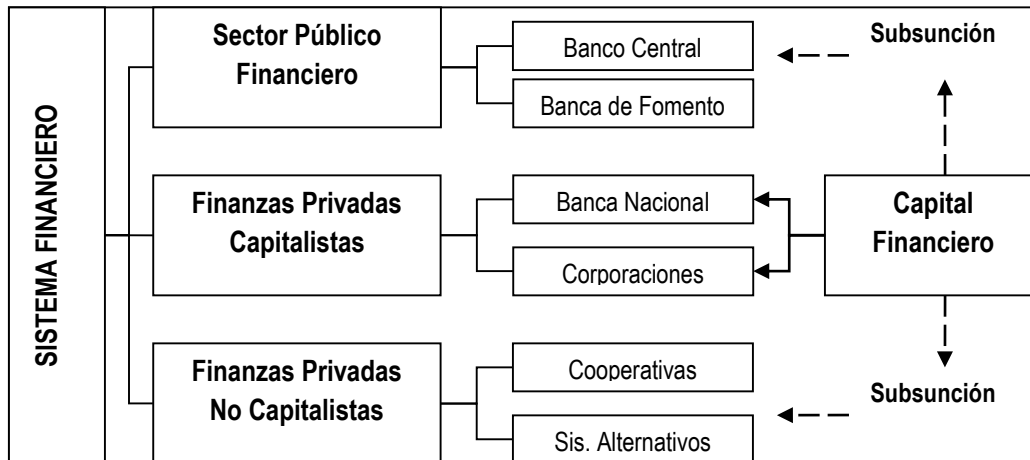 SISTEMA FINANCIERO
Sector Público
Financiero
Banco Central
Banca de Fomento
Subsunción
Finanzas Privadas
Capitalistas
Banca Nacional
Corporaciones
Capital
Financiero
Finanzas Privadas
No Capitalistas
Cooperativas
Sis. Alternativos
Subsunción